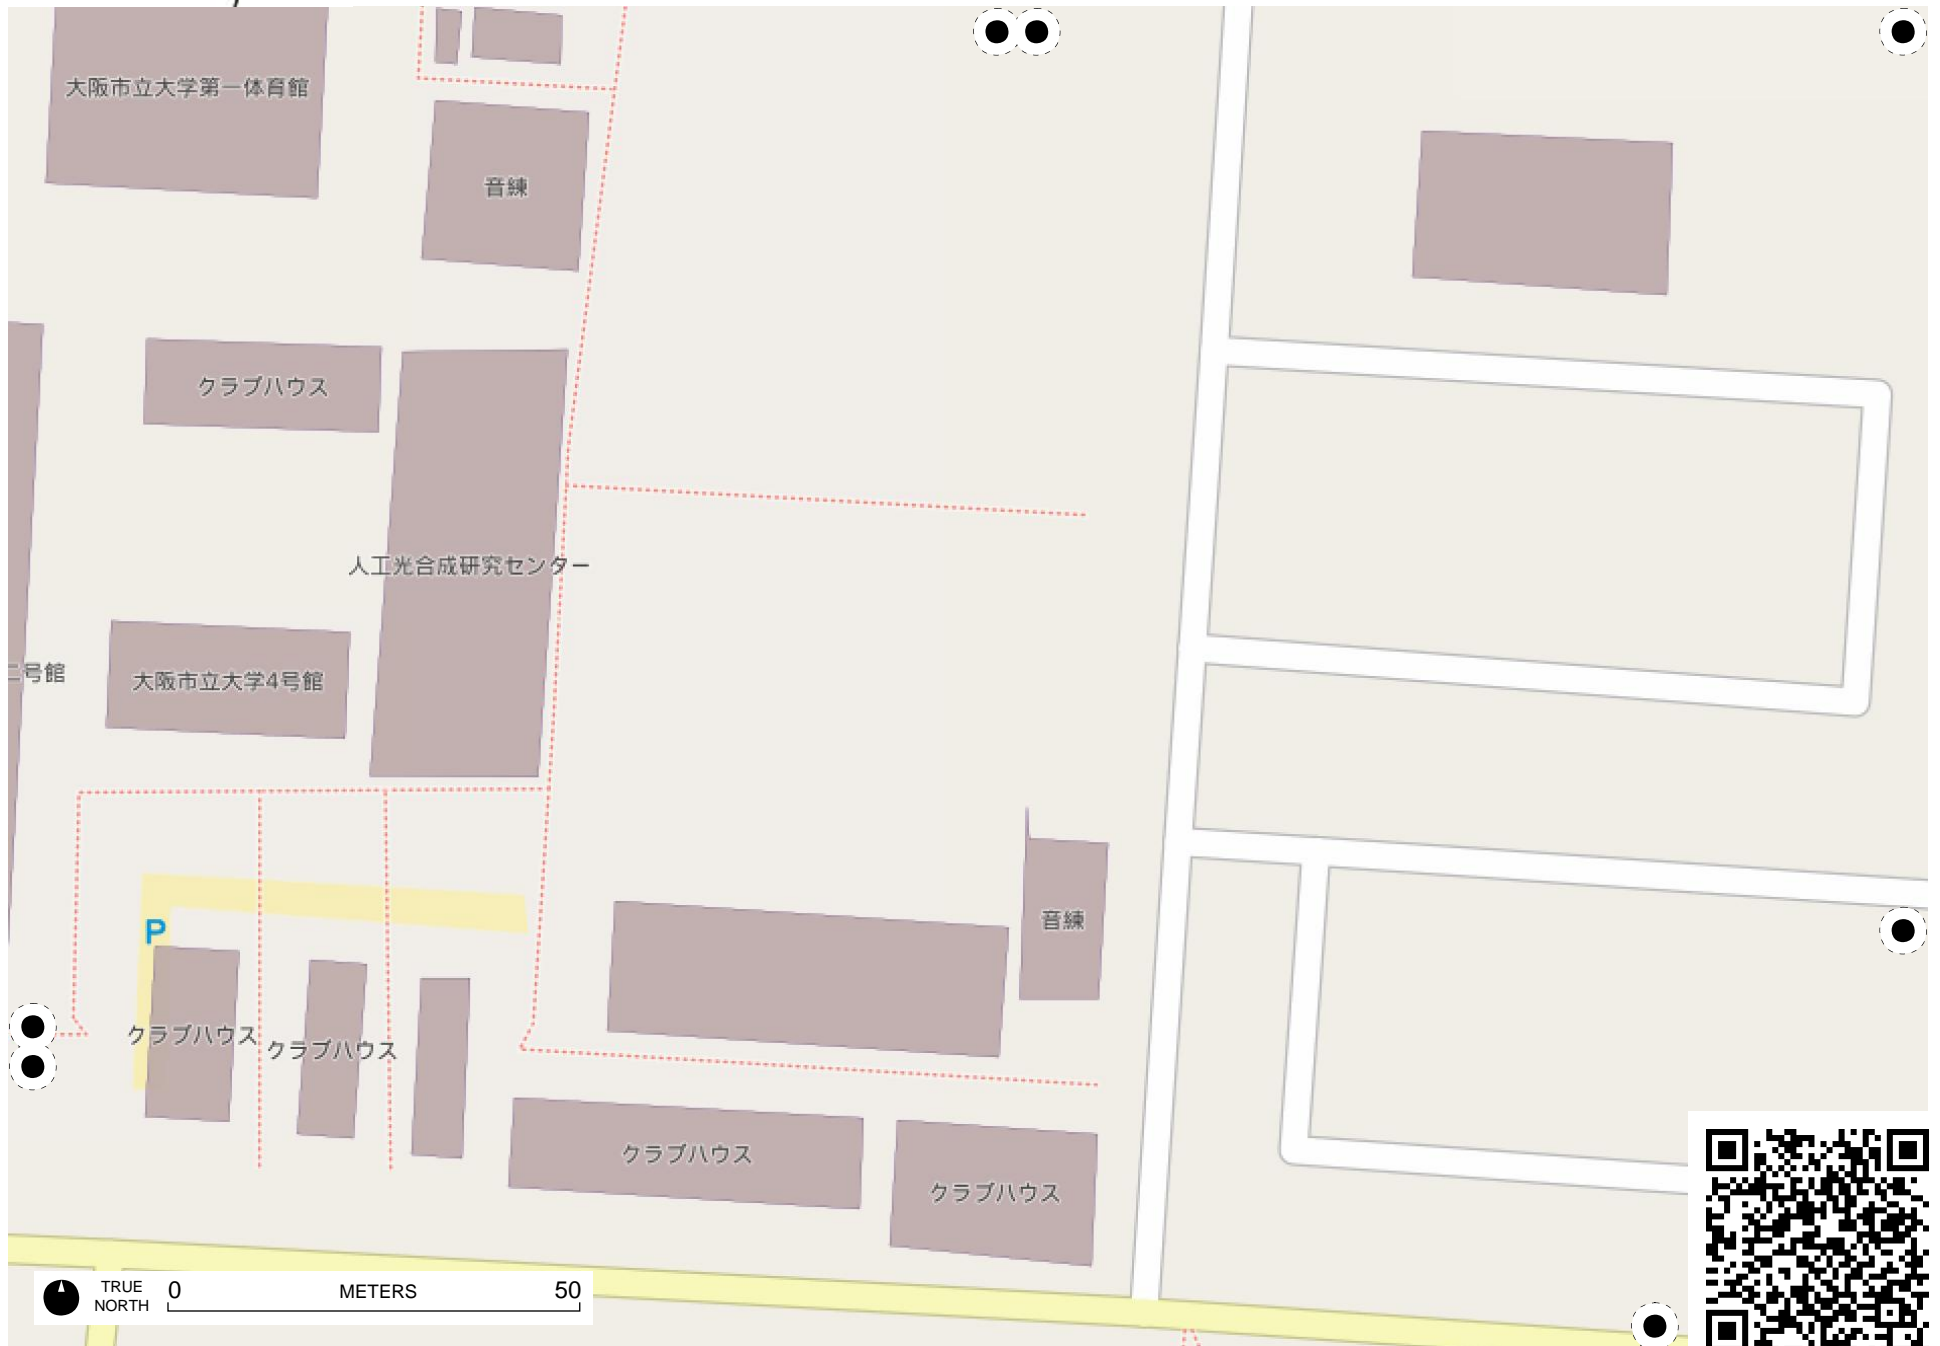 大阪市立大学第一体育館
音練
クラブハウス
人工光合成研究センター
号館
大阪市立大学4号館
P
音練
クラブハウス
クラブハウス
クラブハウス
クラブハウス
TRUE NORTH
0 METERS 50